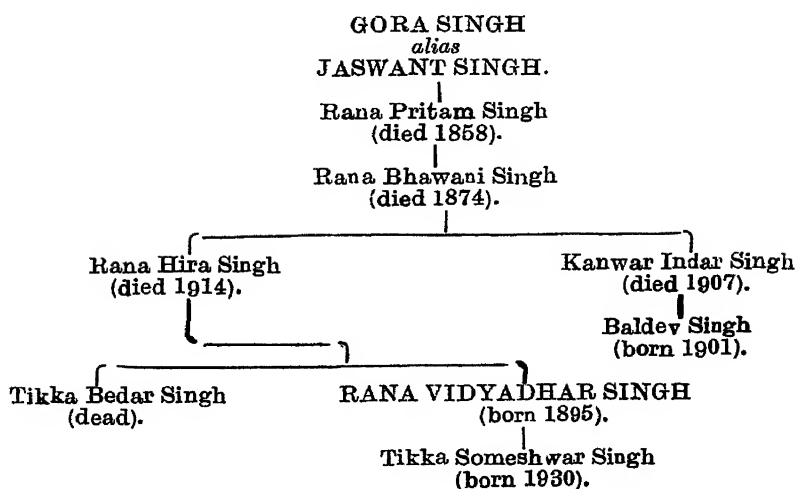 GORA SINGH
alias
JASWANT SINGH.
Rana Pritam Singh
(died 1858).
Rana Bhawani Singh
(died 1874).
Rana Hira Singh
(died 1914).
Kanwar Indar Singh
(died 1907).
Baldev Singh
(born 1901).
Tikka Bedar Singh
(dead).
RANA VIDYADHAR SINGH
(born 1895).
Tikka Someshwar Singh
(born 1930).